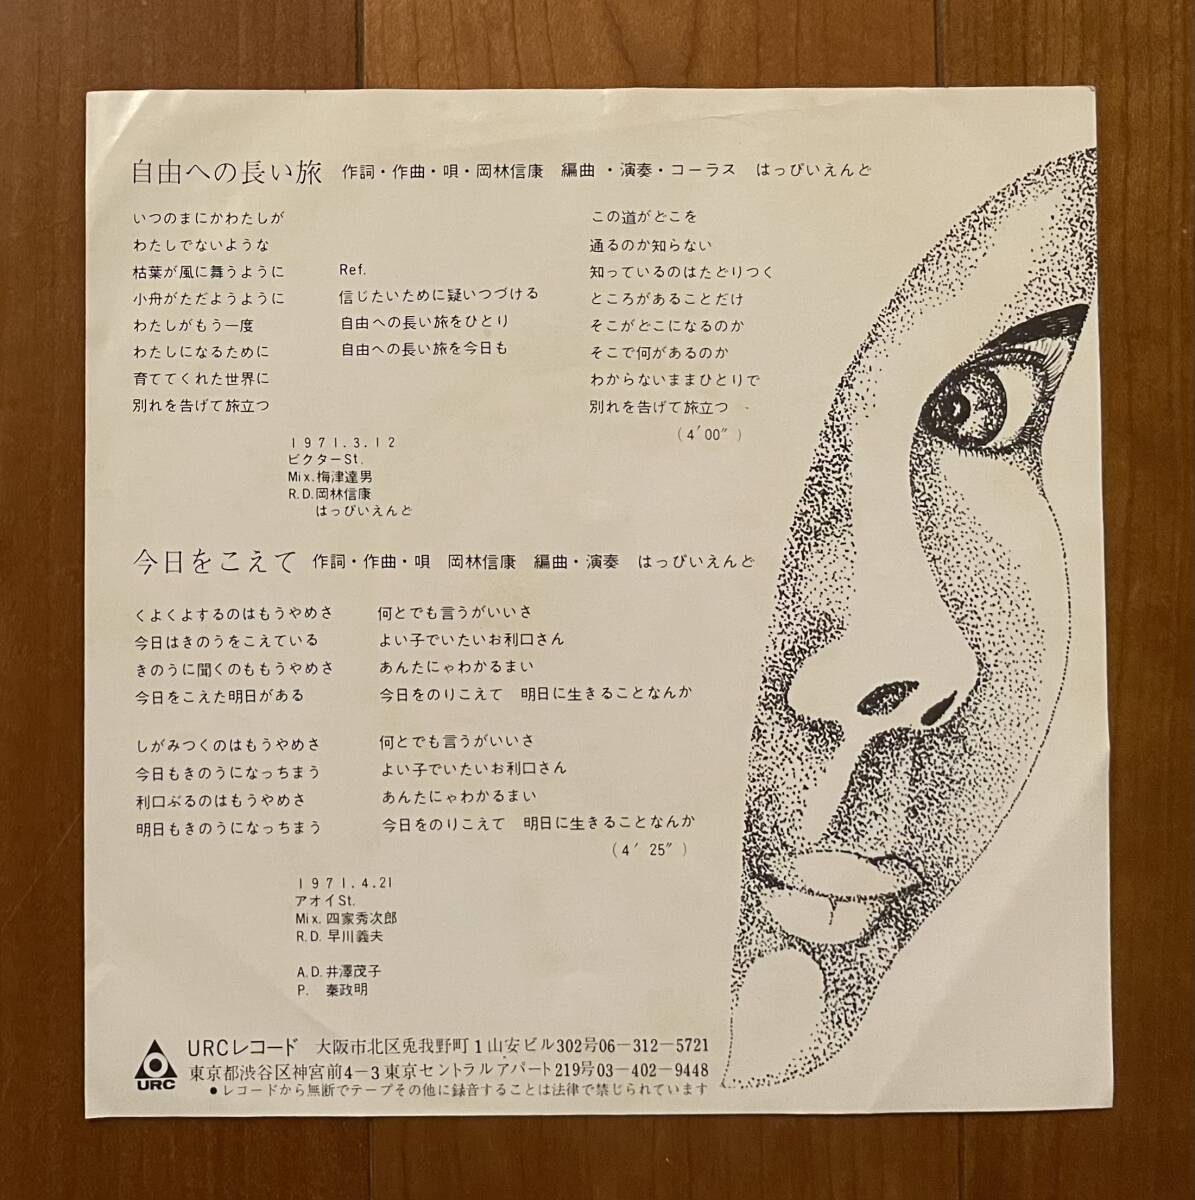 自由への長い旅 作詞・作曲・唄・岡林信康 編曲・演奏・コーラス はっぴいえんど
いつのまにかわたしが
わたしでないような
枯葉が風に舞うように
小舟がただようように
わたしがもう一度
わたしになるために
育ててくれた世界に
別れを告げて旅立つ
Ref.
信じたいために疑いつづける
自由への長い旅をひとり
自由への長い旅を今日も
この道がどこを
通るのか知らない
知っているのはたどりつく
ところがあることだけ
そこがどこになるのか
そこで何があるのか
わからないままひとりで
別れを告げて旅立つ
(4′00″)
1971.3.12
ビクターSt.
Mix.梅津達男
R.D.岡林信康
はっぴいえんど
今日をこえて 作詞・作曲・唄 岡林信康 編曲・演奏 はっぴいえんど
くよくよするのはもうやめさ
今日はきのうをこえている
きのうに聞くのももうやめさ
今日をこえた明日がある
何とでも言うがいいさ
よい子でいたいお利口さん
あんたにゃわかるまい
今日をのりこえて 明日に生きることなんか
しがみつくのはもうやめさ
今日もきのうになっちまう
利口ぶるのはもうやめさ
明日もきのうになっちまう
何とでも言うがいいさ
よい子でいたいお利口さん
あんたにゃわかるまい
今日をのりこえて 明日に生きることなんか
(4′25″)
1971.4.21
アオイSt.
Mix.四家秀次郎
R.D.早川義夫
A.D.井澤茂子
P. 秦政明
URC
URCレコード 大阪市北区兎我野町1山安ビル302号06-312-5721
東京都渋谷区神宮前4-3東京セントラルアパート219号03-402-9448
●レコードから無断でテープその他に録音することは法律で禁じられています